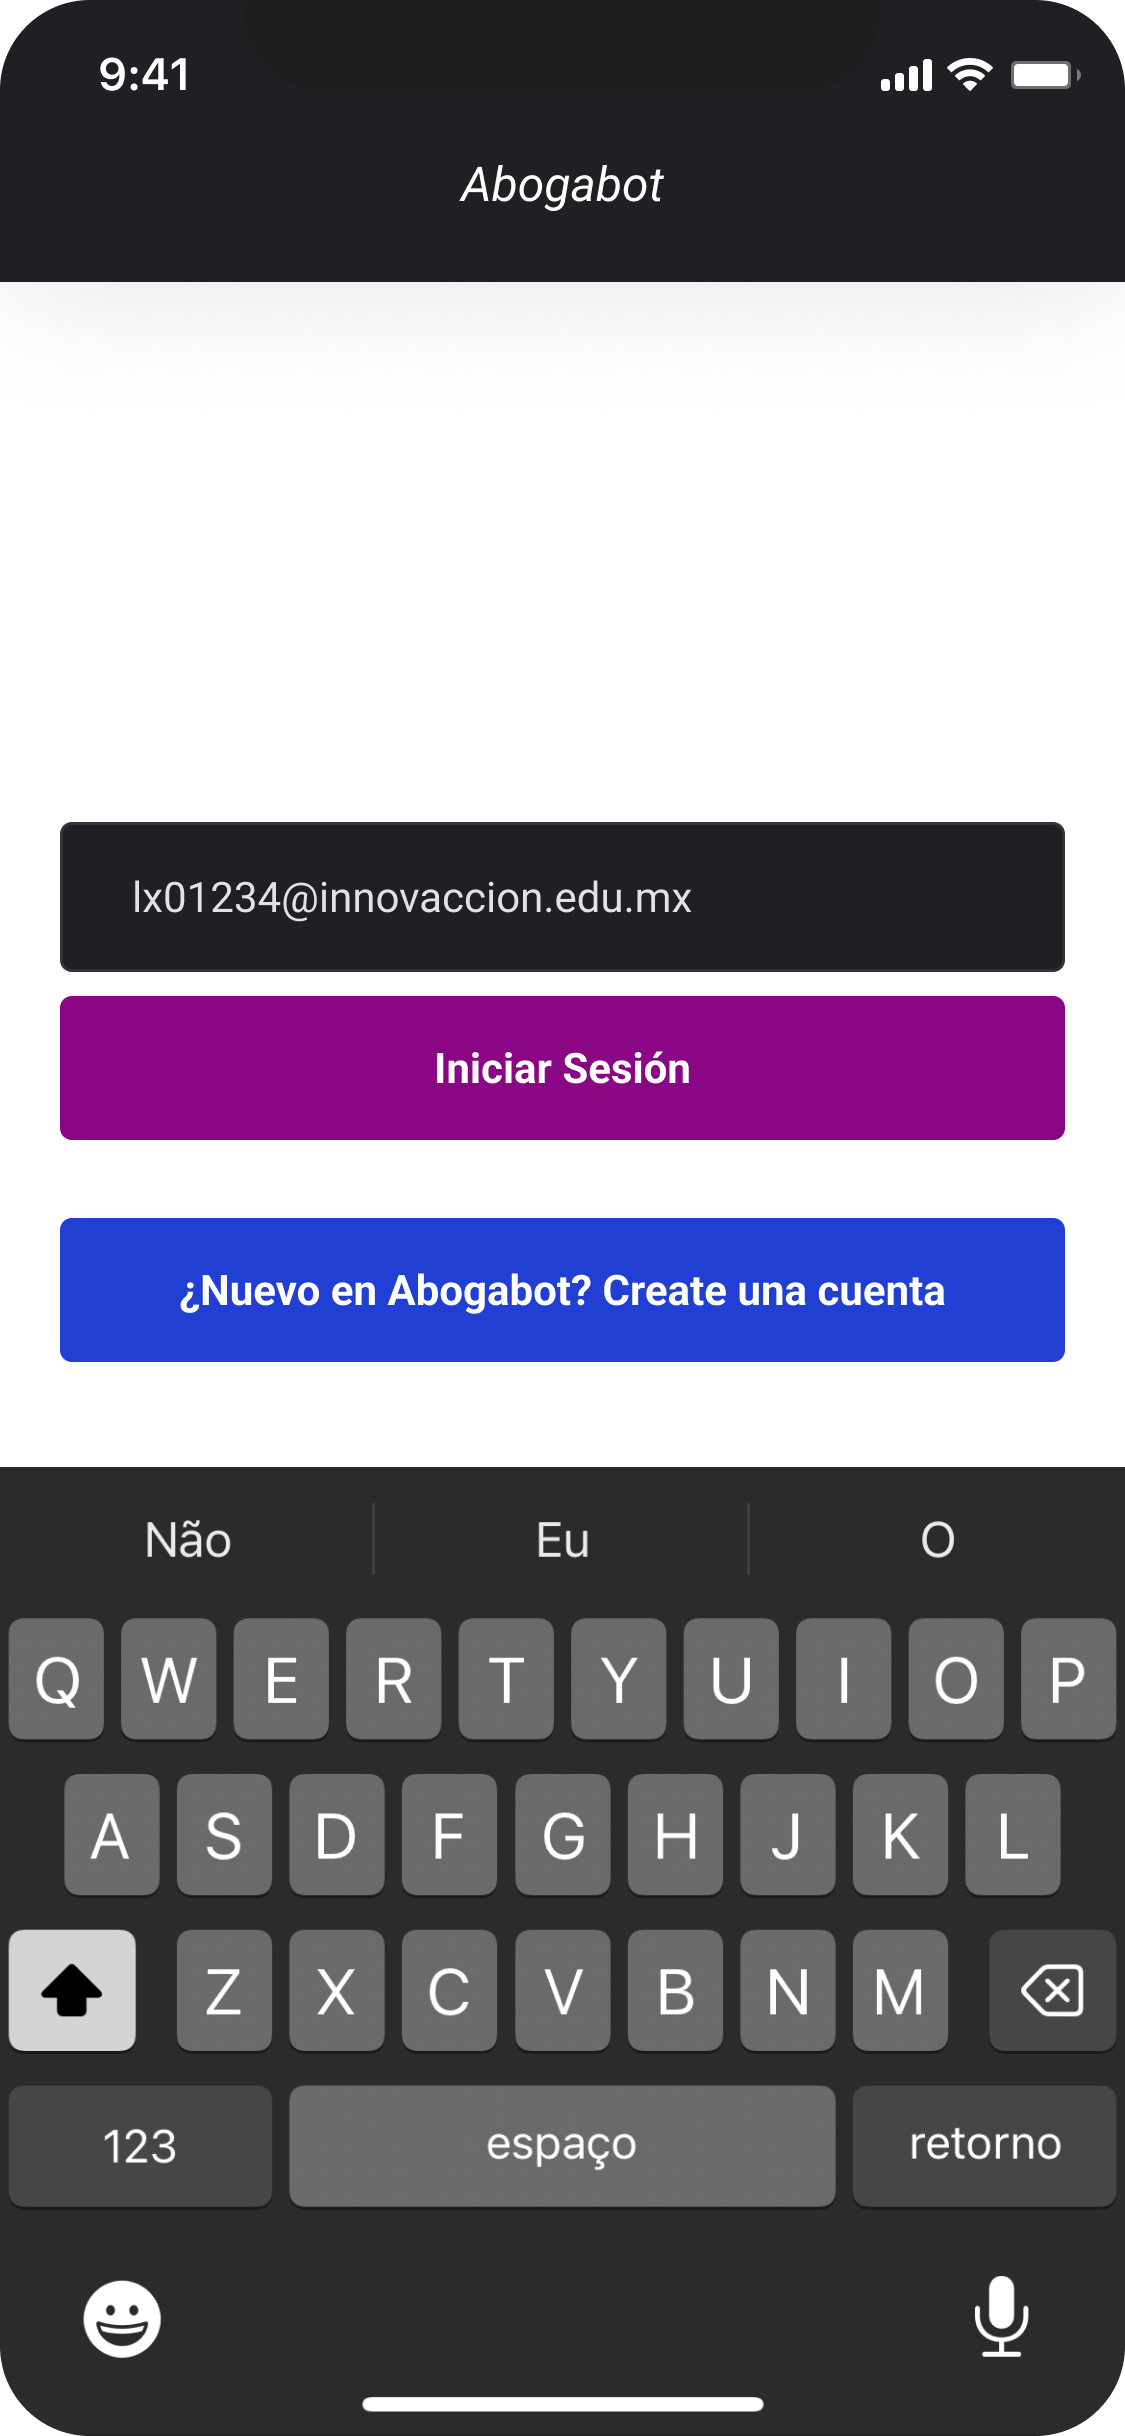 9:41
Abogabot
lx01234@innovaccion.edu.mx
Iniciar Sesión
¿Nuevo en Abogabot? Create una cuenta
Não Eu O
Q W E R T Y U I O P
A S D F G H J K L
Z X C V B N M
123 espaço retorno